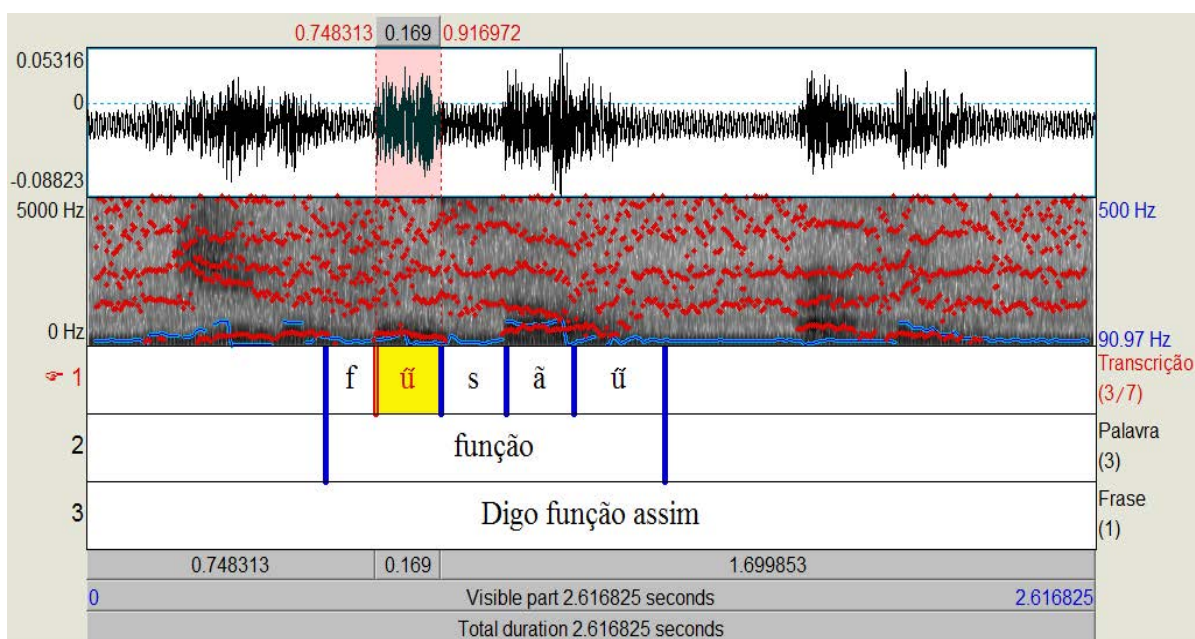 0.748313 0.169 0.916972
0.05316
0
-0.08823
5000 Hz 500 Hz
0 Hz 90.97 Hz
☞ 1 f ű s ã ű Transcrição (3/7)
2 função Palavra (3)
3 Digo função assim Frase (1)
0.748313 0.169 1.699853
0 Visible part 2.616825 seconds 2.616825
Total duration 2.616825 seconds